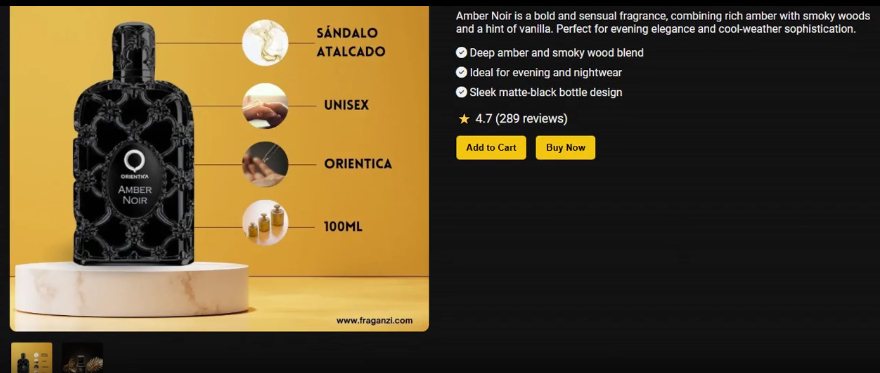 SÁNDALO
ATALCADO
UNISEX
ORIENTICA
100ML
ORIENTICA
AMBER
NOIR
www.fraganzi.com
Amber Noir is a bold and sensual fragrance, combining rich amber with smoky woods
and a hint of vanilla. Perfect for evening elegance and cool-weather sophistication.
Deep amber and smoky wood blend
Ideal for evening and nightwear
Sleek matte-black bottle design
4.7 (289 reviews)
Add to Cart
Buy Now